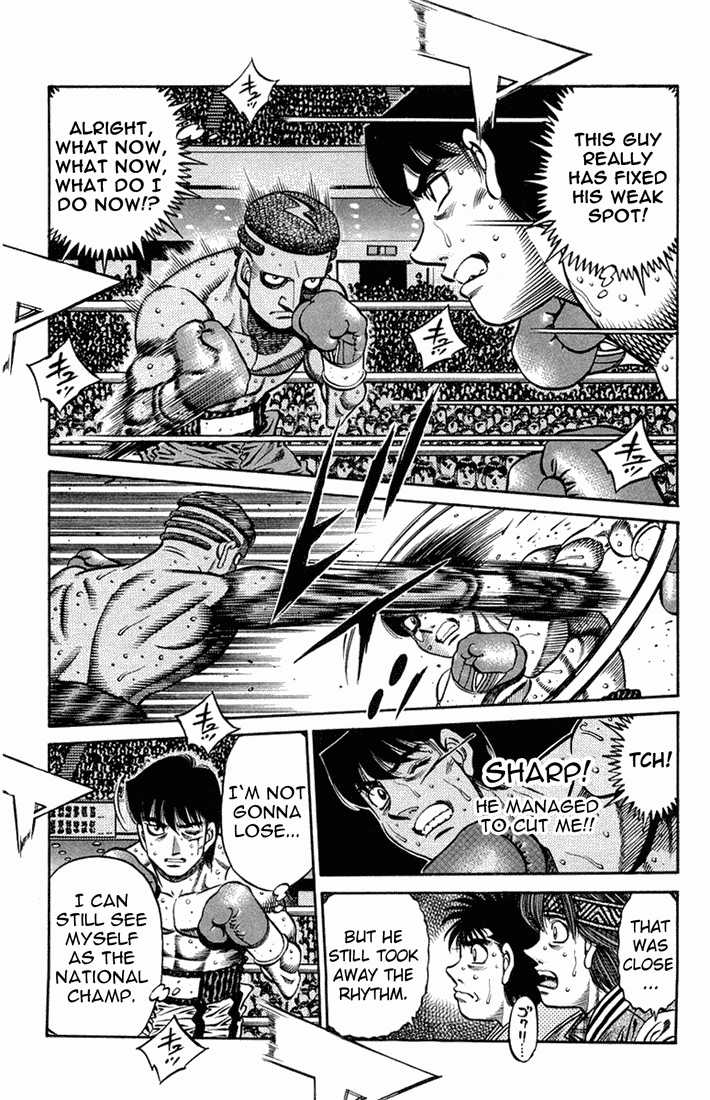 THIS GUY
REALLY
HAS FIXED
HIS WEAK
SPOT!
ALRIGHT,
WHAT NOW,
WHAT NOW,
WHAT DO I
DO NOW!?
TCH!
SHARP!
HE MANAGED
TO CUT ME!!
I'M NOT
GONNA
LOSE...
I CAN
STILL SEE
MYSELF
AS THE
NATIONAL
CHAMP.
THAT
WAS
CLOSE
...
BUT HE
STILL TOOK
AWAY THE
RHYTHM.